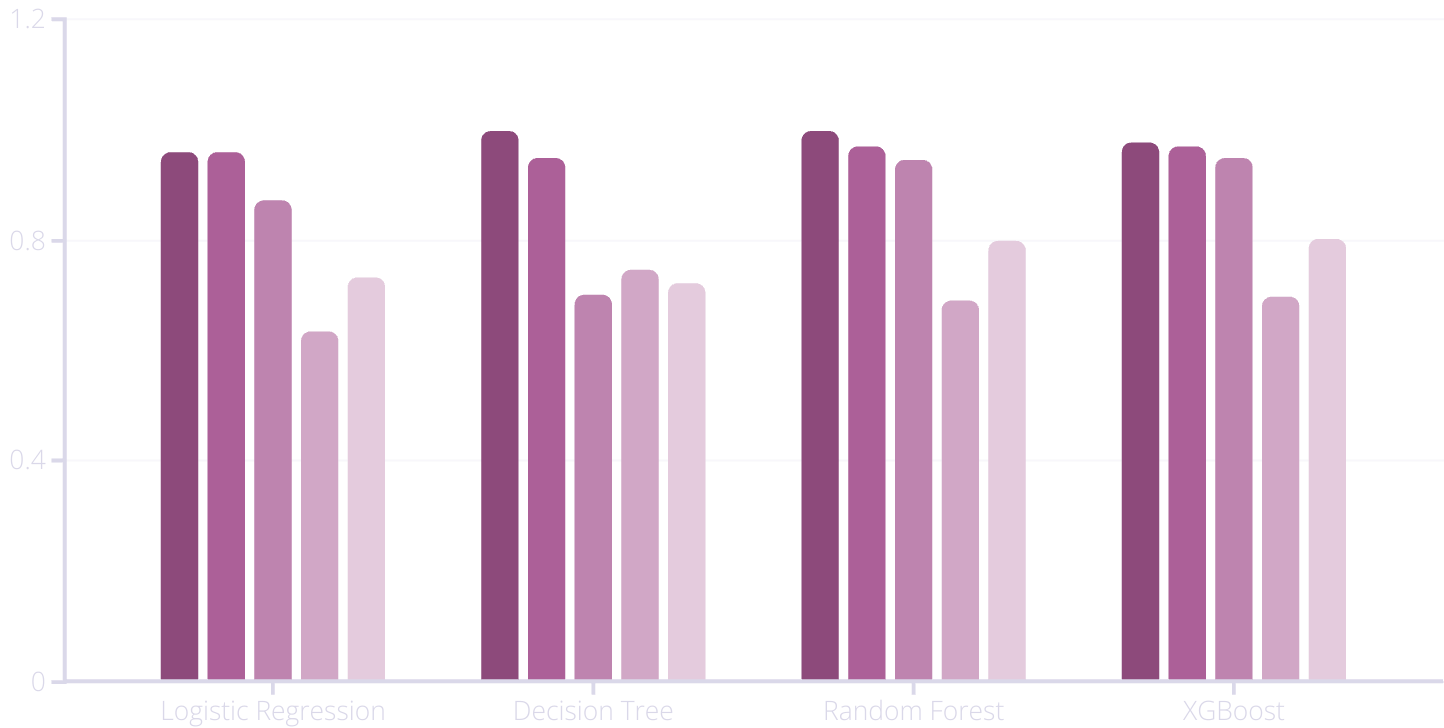 1.2
0.8
0.4
0
Logistic Regression
Decision Tree
Random Forest
XGBoost